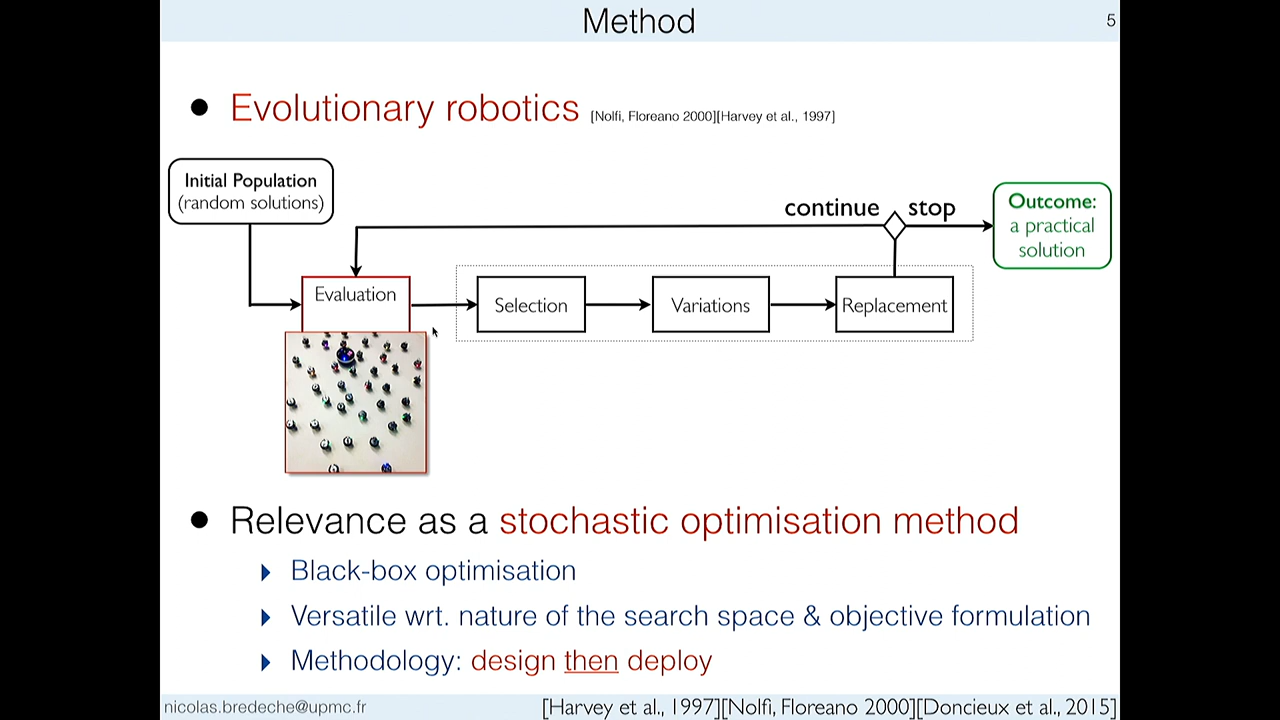 Method
5
Evolutionary robotics [Nolfi, Floreano 2000][Harvey et al., 1997]
Initial Population
(random solutions)
continue
stop
Outcome:
a practical
solution
Evaluation
Selection
Variations
Replacement
Relevance as a stochastic optimisation method
Black-box optimisation
Versatile wrt. nature of the search space & objective formulation
Methodology: design then deploy
nicolas.bredeche@upmc.fr
[Harvey et al., 1997][Nolfi, Floreano 2000][Doncieux et al., 2015]